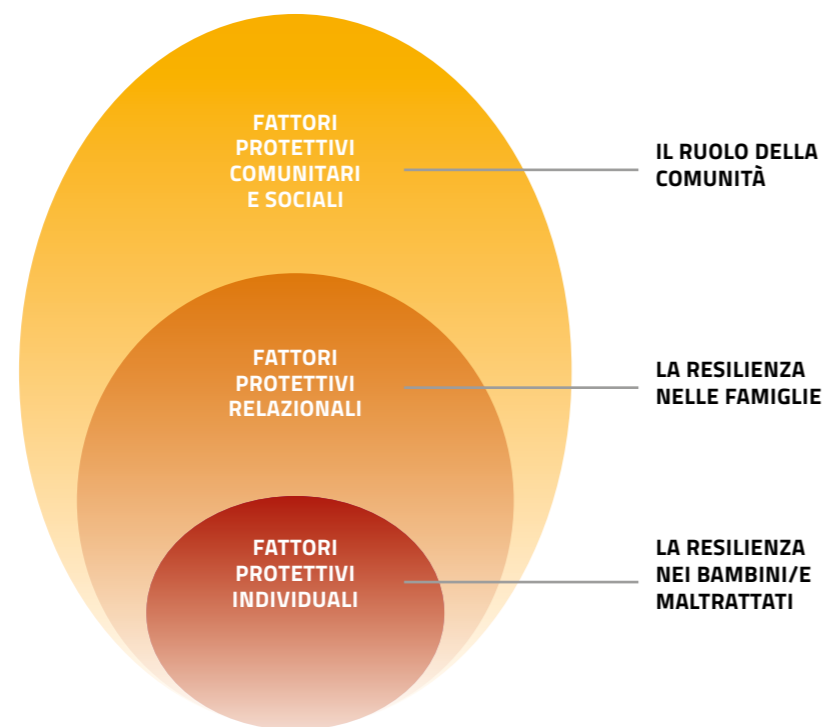 FATTORI
PROTETTIVI
COMUNITARI
E SOCIALI
IL RUOLO DELLA
COMUNITÀ
FATTORI
PROTETTIVI
RELAZIONALI
LA RESILIENZA
NELLE FAMIGLIE
FATTORI
PROTETTIVI
INDIVIDUALI
LA RESILIENZA
NEI BAMBINI/E
MALTRATTATI